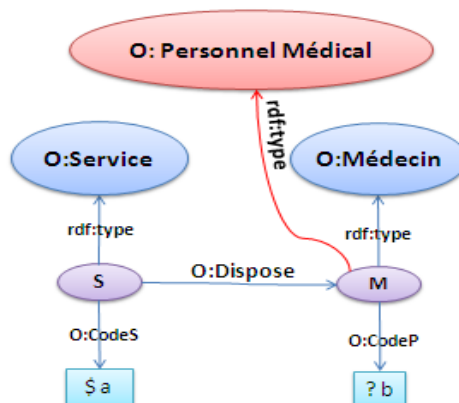 O: Personnel Médical
rdf:type
O:Service
O:Médecin
rdf:type
rdf:type
S
O:Dispose
M
O:CodeS
O:CodeP
$ a
? b